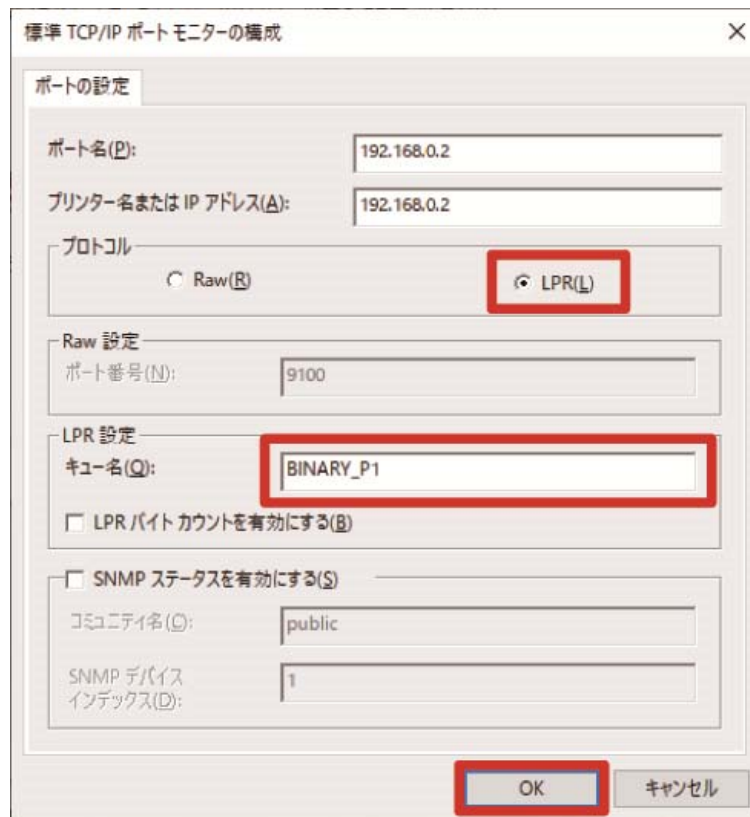 標準 TCP/IP ポート モニターの構成
ポートの設定
ポート名(P):
192.168.0.2
プリンター名または IP アドレス(A):
192.168.0.2
プロトコル
Raw(R)
LPR(L)
Raw 設定
ポート番号(N):
9100
LPR 設定
キュー名(Q):
BINARY_P1
LPR バイト カウントを有効にする(B)
SNMP ステータスを有効にする(S)
コミュニティ名(C):
public
SNMP デバイス
インデックス(D):
1
OK
キャンセル